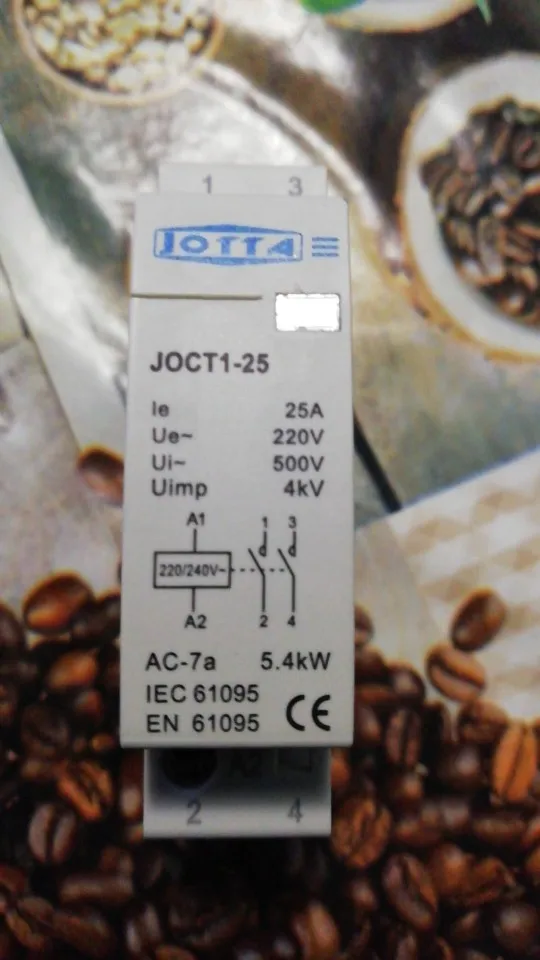 1 3
JOTTA
JOCT1-25
Ie 25A
Ue~ 220V
Ui~ 500V
Uimp 4kV
A1 1 3
220/240V~
A2 2 4
AC-7a 5.4kW
IEC 61095
EN 61095 CE
A2
2 4